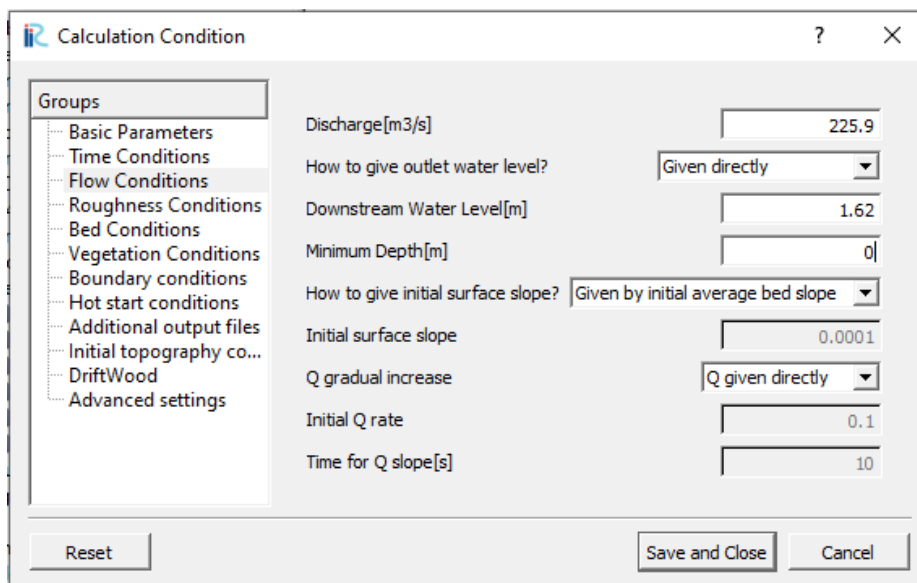 iRIC Calculation Condition ? ×
Groups
Basic Parameters
Time Conditions
Flow Conditions
Roughness Conditions
Bed Conditions
Vegetation Conditions
Boundary conditions
Hot start conditions
Additional output files
Initial topography co...
DriftWood
Advanced settings
Discharge[m3/s] 225.9
How to give outlet water level? Given directly
Downstream Water Level[m] 1.62
Minimum Depth[m] 0
How to give initial surface slope? Given by initial average bed slope
Initial surface slope 0.0001
Q gradual increase Q given directly
Initial Q rate 0.1
Time for Q slope[s] 10
Reset Save and Close Cancel